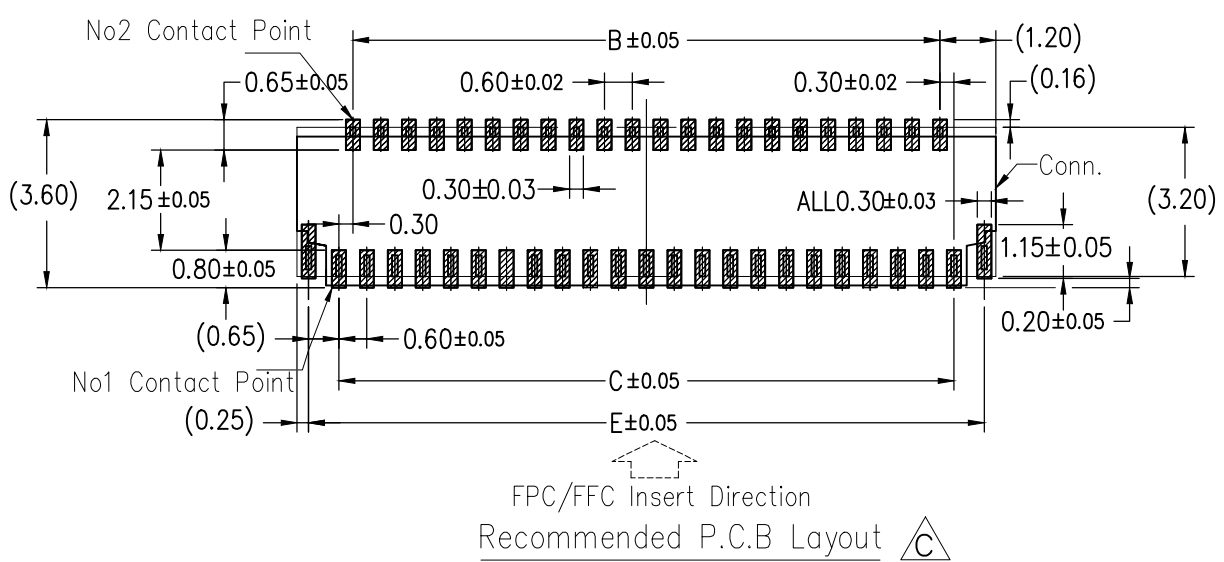 No2 Contact Point
B±0.05
(1.20)
0.65±0.05
0.60±0.02
0.30±0.02
(0.16)
Conn.
(3.60)
2.15±0.05
0.30±0.03
ALL0.30±0.03
(3.20)
0.30
1.15±0.05
0.80±0.05
0.20±0.05
(0.65)
0.60±0.05
No1 Contact Point
C±0.05
(0.25)
E±0.05
FPC/FFC Insert Direction
Recommended P.C.B Layout C